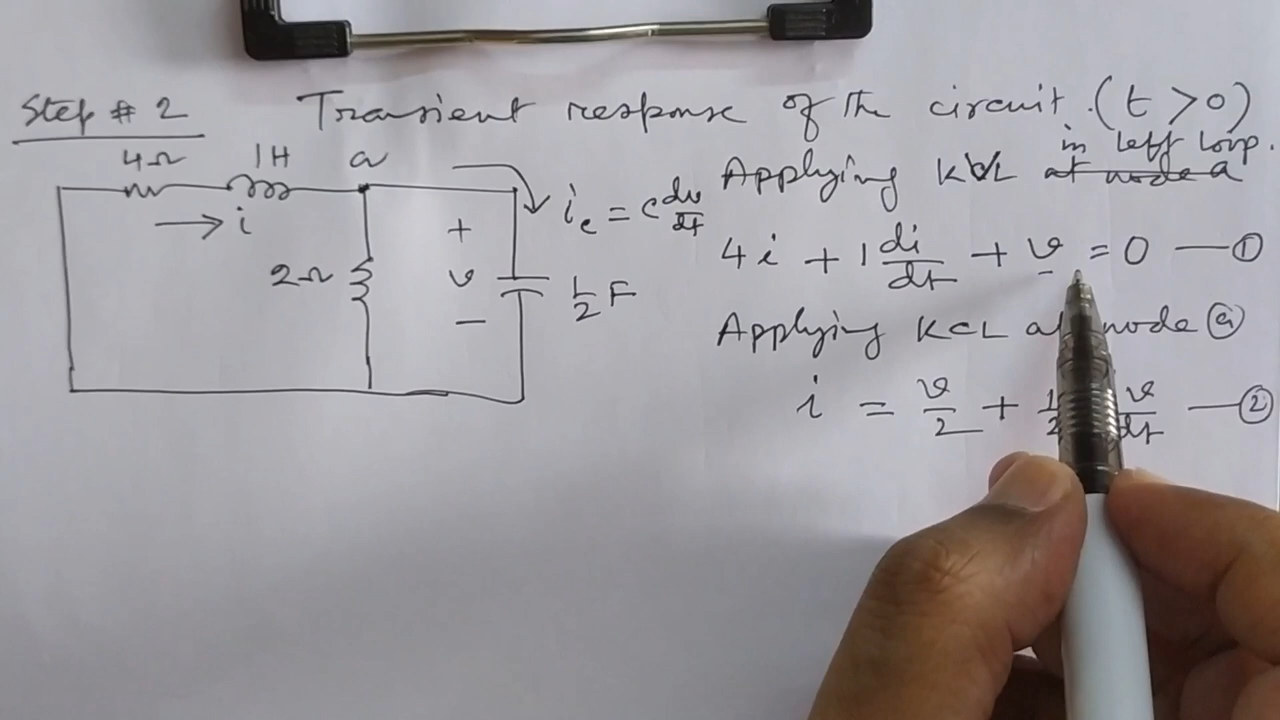 Step # 2 Transient response of the circuit. (t > 0)
4Ω 1H a
i
2Ω
+
v
−
i_c = C dv/dt
1/2 F
Applying KVL in left loop.
at node a
4i + 1 di/dt + v = 0 — ①
Applying KCL at node ⓐ
i = v/2 + 1/2 v/dt — ②